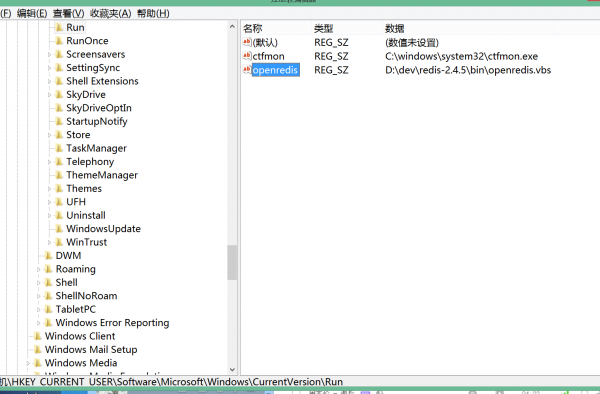 (F) 编辑(E) 查看(V) 收藏夹(A) 帮助(H)
Run
RunOnce
Screensavers
SettingSync
Shell Extensions
SkyDrive
SkyDriveOptIn
StartupNotify
Store
TaskManager
Telephony
ThemeManager
Themes
UFH
Uninstall
WindowsUpdate
WinTrust
DWM
Roaming
Shell
ShellNoRoam
TabletPC
Windows Error Reporting
Windows Client
Windows Mail Setup
Windows Media
名称 类型 数据
(默认) REG_SZ (数值未设置)
ctfmon REG_SZ C:\windows\system32\ctfmon.exe
openredis REG_SZ D:\dev\redis-2.4.5\bin\openredis.vbs
机\HKEY_CURRENT_USER\Software\Microsoft\Windows\CurrentVersion\Run